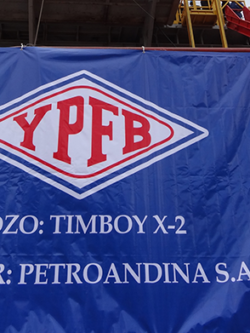 YPFB
OZO: TIMBOY X-2
R: PETROANDINA S.A